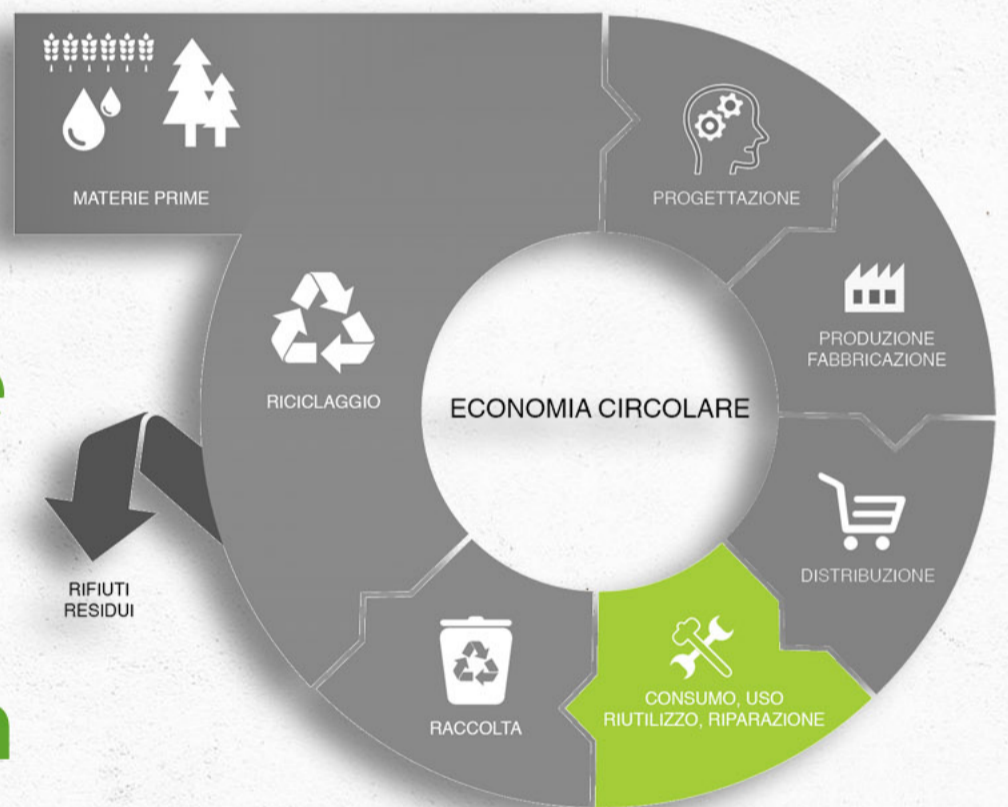 MATERIE PRIME
PROGETTAZIONE
PRODUZIONE
FABBRICAZIONE
DISTRIBUZIONE
CONSUMO, USO
RIUTILIZZO, RIPARAZIONE
RACCOLTA
RICICLAGGIO
RIFIUTI
RESIDUI
ECONOMIA CIRCOLARE